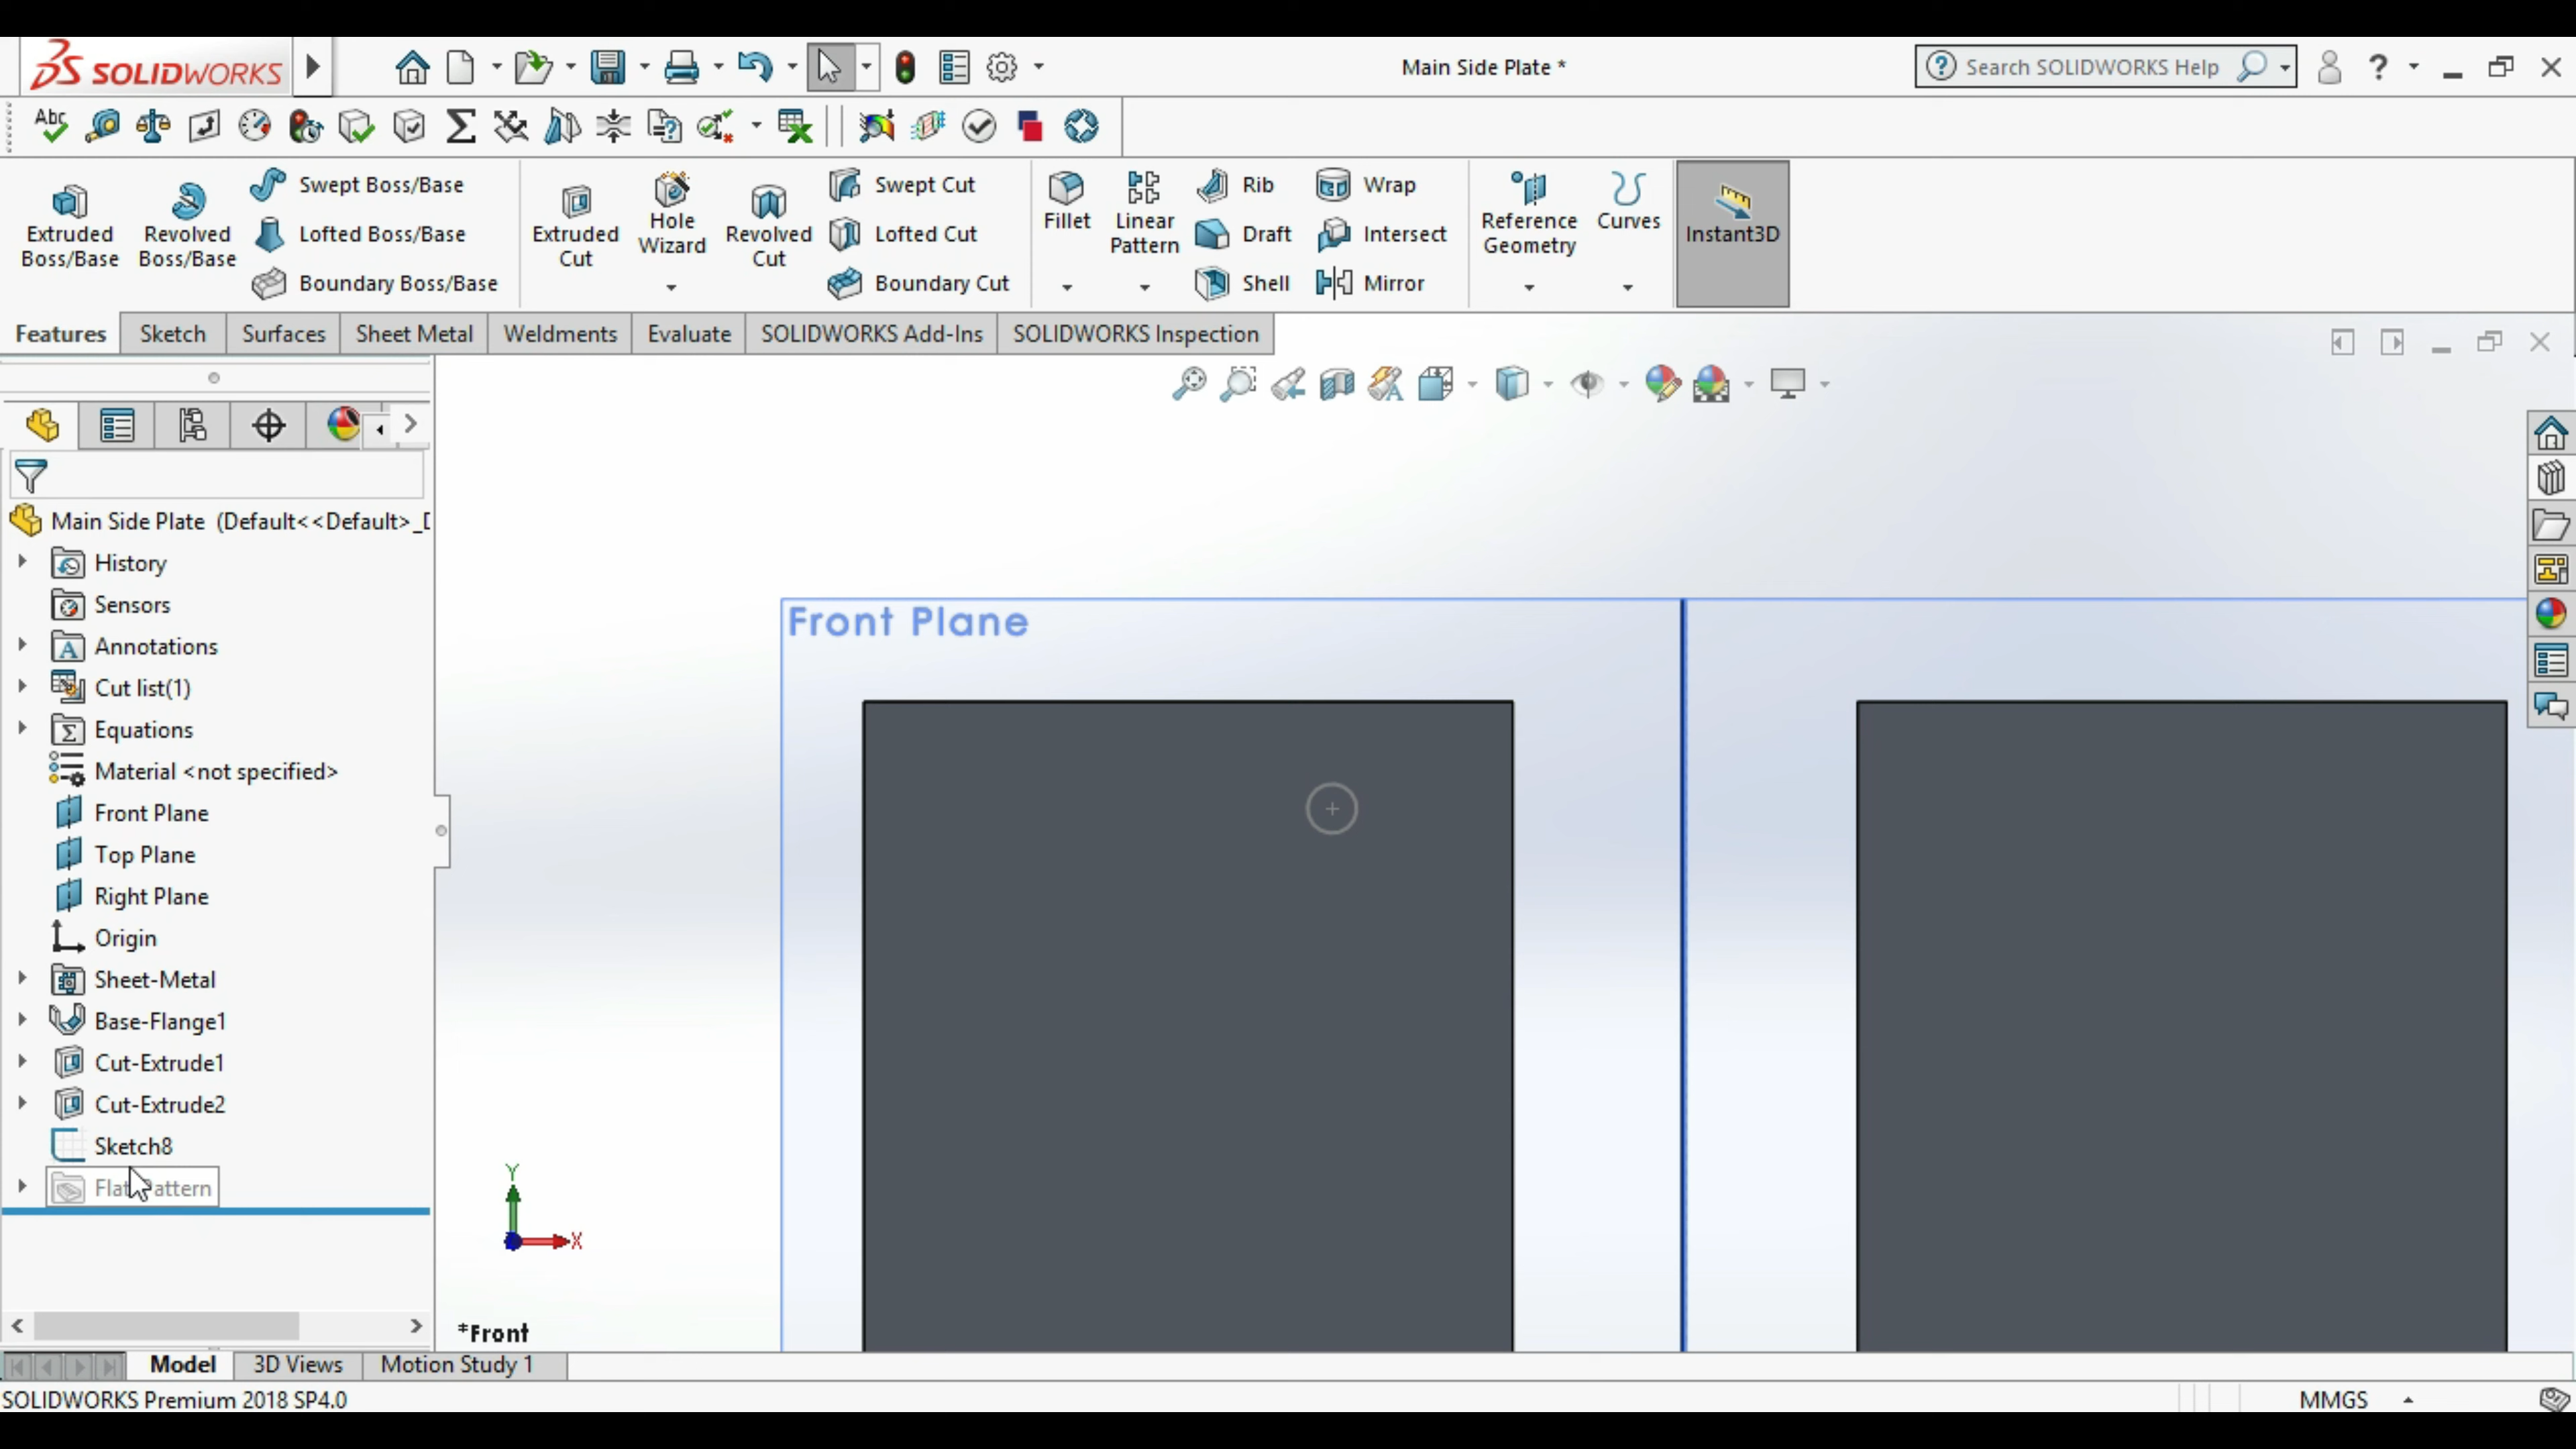 SOLIDWORKS
Main Side Plate *
Search SOLIDWORKS Help
?
Abc
Extruded Boss/Base
Revolved Boss/Base
Swept Boss/Base
Lofted Boss/Base
Boundary Boss/Base
Extruded Cut
Hole Wizard
Revolved Cut
Swept Cut
Lofted Cut
Boundary Cut
Fillet
Linear Pattern
Rib
Draft
Shell
Wrap
Intersect
Mirror
Reference Geometry
Curves
Instant3D
Features
Sketch
Surfaces
Sheet Metal
Weldments
Evaluate
SOLIDWORKS Add-Ins
SOLIDWORKS Inspection
Main Side Plate (Default<<Default>_D
History
Sensors
Annotations
Cut list(1)
Equations
Material <not specified>
Front Plane
Top Plane
Right Plane
Origin
Sheet-Metal
Base-Flange1
Cut-Extrude1
Cut-Extrude2
Sketch8
Front Plane
Y
X
*Front
Model
3D Views
Motion Study 1
SOLIDWORKS Premium 2018 SP4.0
MMGS